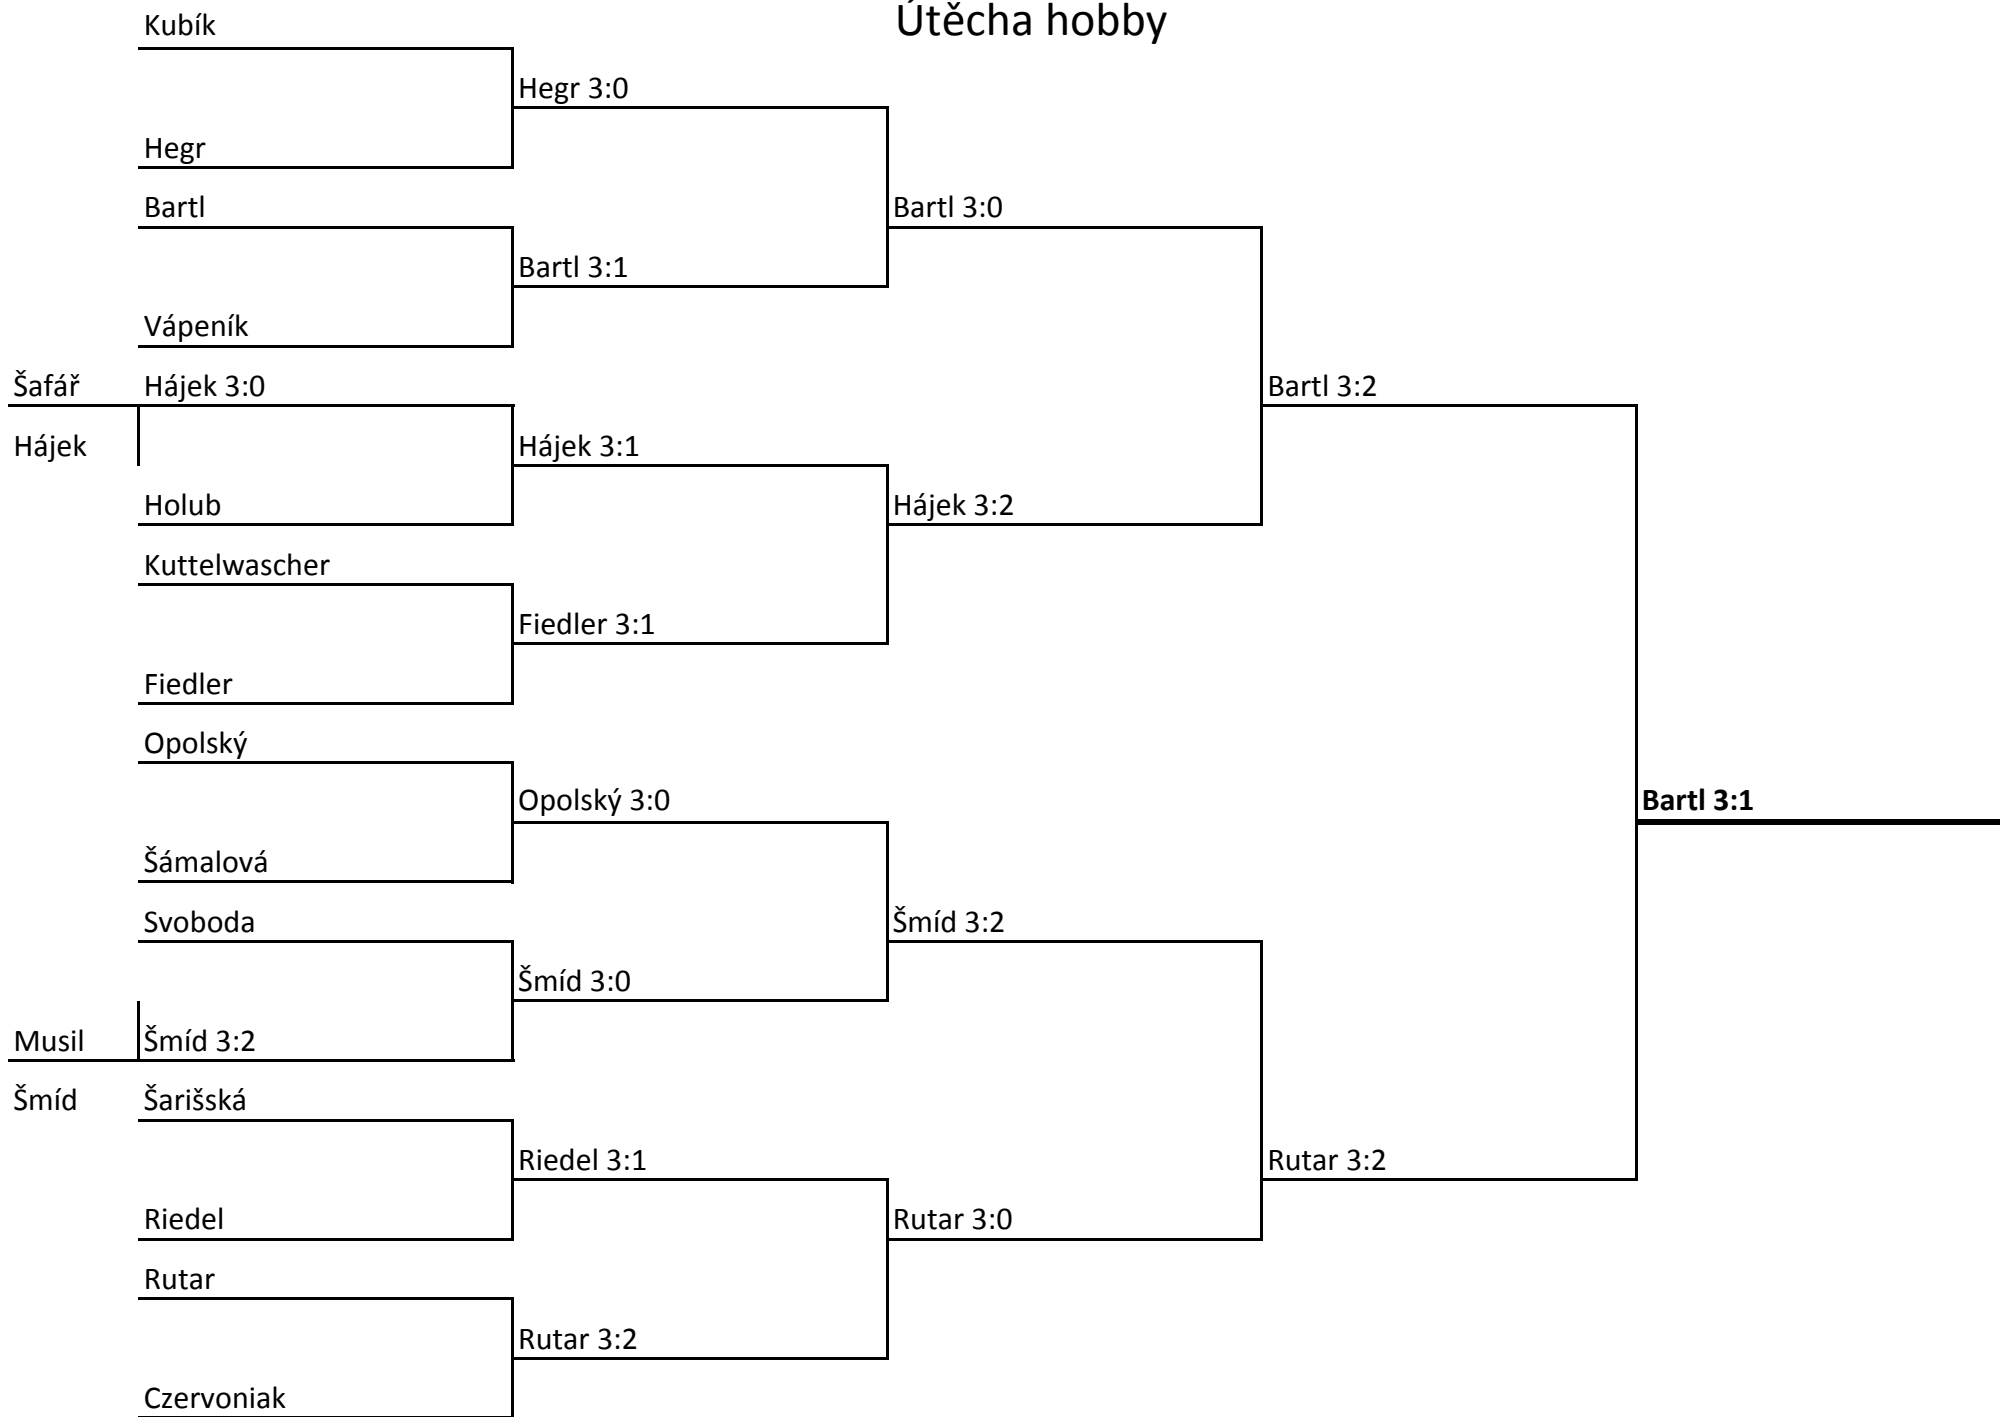 Útěcha hobby
Kubík
Hegr 3:0
Hegr
Bartl
Bartl 3:0
Bartl 3:1
Vápeník
Šafář
Hájek 3:0
Bartl 3:2
Hájek
Hájek 3:1
Holub
Hájek 3:2
Kuttelwascher
Fiedler 3:1
Fiedler
Opolský
Opolský 3:0
Bartl 3:1
Šámalová
Svoboda
Šmíd 3:2
Šmíd 3:0
Musil
Šmíd 3:2
Šmíd
Šarišská
Riedel 3:1
Rutar 3:2
Riedel
Rutar 3:0
Rutar
Rutar 3:2
Czervoniak